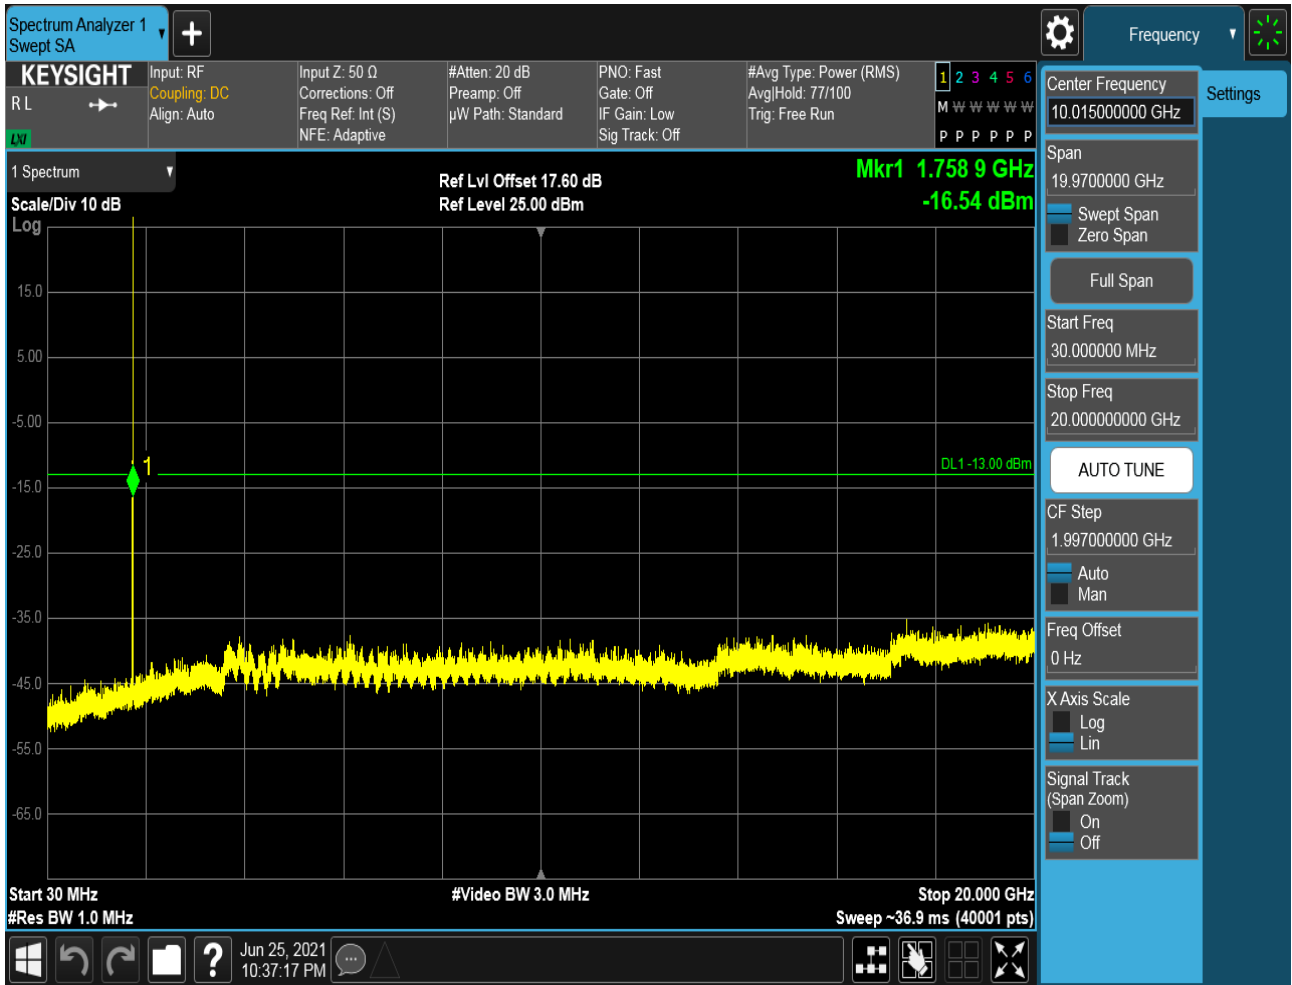 Spectrum Analyzer 1
Swept SA
Frequency
KEYSIGHT
R L
LXI
Input: RF
Coupling: DC
Align: Auto
Input Z: 50 Ω
Corrections: Off
Freq Ref: Int (S)
NFE: Adaptive
#Atten: 20 dB
Preamp: Off
µW Path: Standard
PNO: Fast
Gate: Off
IF Gain: Low
Sig Track: Off
#Avg Type: Power (RMS)
Avg|Hold: 77/100
Trig: Free Run
1 2 3 4 5 6
M W W W W W
P P P P P P
1 Spectrum
Scale/Div 10 dB
Log
Ref Lvl Offset 17.60 dB
Ref Level 25.00 dBm
Mkr1 1.758 9 GHz
-16.54 dBm
15.0
5.00
-5.00
1
DL1 -13.00 dBm
-15.0
-25.0
-35.0
-45.0
-55.0
-65.0
Start 30 MHz
#Video BW 3.0 MHz
Stop 20.000 GHz
#Res BW 1.0 MHz
Sweep ~36.9 ms (40001 pts)
?
Jun 25, 2021
10:37:17 PM
Center Frequency
10.015000000 GHz
Settings
Span
19.9700000 GHz
Swept Span
Zero Span
Full Span
Start Freq
30.000000 MHz
Stop Freq
20.000000000 GHz
AUTO TUNE
CF Step
1.997000000 GHz
Auto
Man
Freq Offset
0 Hz
X Axis Scale
Log
Lin
Signal Track
(Span Zoom)
On
Off